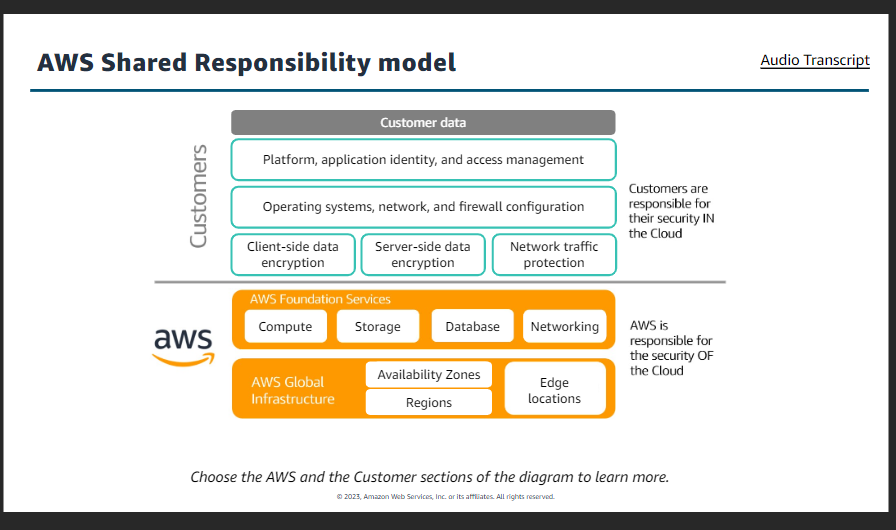 AWS Shared Responsibility model
Audio Transcript
Customers
Customer data
Platform, application identity, and access management
Operating systems, network, and firewall configuration
Client-side data
encryption
Server-side data
encryption
Network traffic
protection
Customers are
responsible for
their security IN
the Cloud
aws
AWS Foundation Services
Compute
Storage
Database
Networking
AWS is
responsible for
the security OF
the Cloud
AWS Global
Infrastructure
Availability Zones
Regions
Edge
locations
Choose the AWS and the Customer sections of the diagram to learn more.
© 2023, Amazon Web Services, Inc. or its affiliates. All rights reserved.